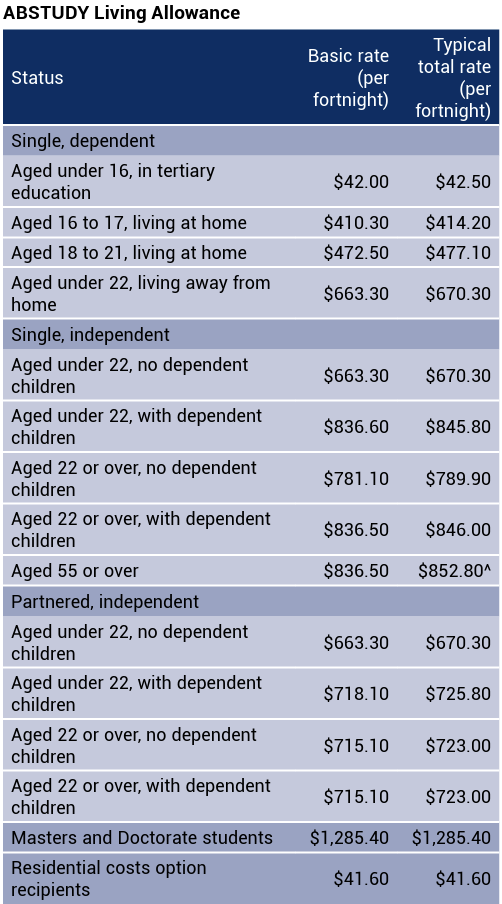 ABSTUDY Living Allowance
Status
Basic rate
(per
fortnight)
Typical
total rate
(per
fortnight)
Single, dependent
Aged under 16, in tertiary
education
$42.00
$42.50
Aged 16 to 17, living at home
$410.30
$414.20
Aged 18 to 21, living at home
$472.50
$477.10
Aged under 22, living away from
home
$663.30
$670.30
Single, independent
Aged under 22, no dependent
children
$663.30
$670.30
Aged under 22, with dependent
children
$836.60
$845.80
Aged 22 or over, no dependent
children
$781.10
$789.90
Aged 22 or over, with dependent
children
$836.50
$846.00
Aged 55 or over
$836.50
$852.80^
Partnered, independent
Aged under 22, no dependent
children
$663.30
$670.30
Aged under 22, with dependent
children
$718.10
$725.80
Aged 22 or over, no dependent
children
$715.10
$723.00
Aged 22 or over, with dependent
children
$715.10
$723.00
Masters and Doctorate students
$1,285.40
$1,285.40
Residential costs option
recipients
$41.60
$41.60